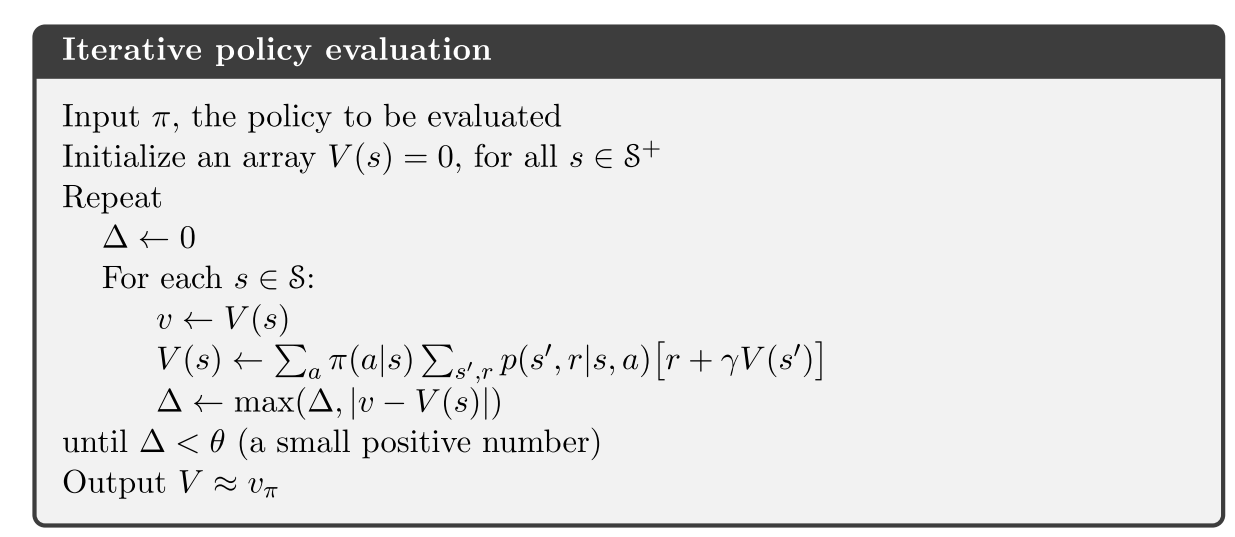 Iterative policy evaluation
Input π, the policy to be evaluated
Initialize an array V(s) = 0, for all s ∈ 𝒮⁺
Repeat
Δ ← 0
For each s ∈ 𝒮:
v ← V(s)
V(s) ← ∑ₐ π(a|s) ∑_{s′,r} p(s′, r|s, a)[r + γV(s′)]
Δ ← max(Δ, |v − V(s)|)
until Δ < θ (a small positive number)
Output V ≈ v_π